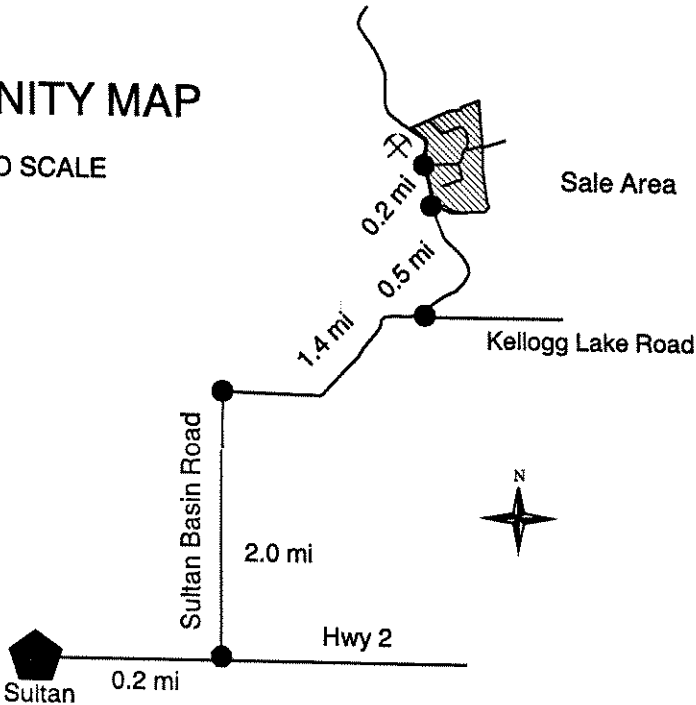 NITY MAP
O SCALE
Sale Area
0.2 mi
0.5 mi
1.4 mi
Kellogg Lake Road
N
Sultan Basin Road
2.0 mi
Hwy 2
0.2 mi
Sultan